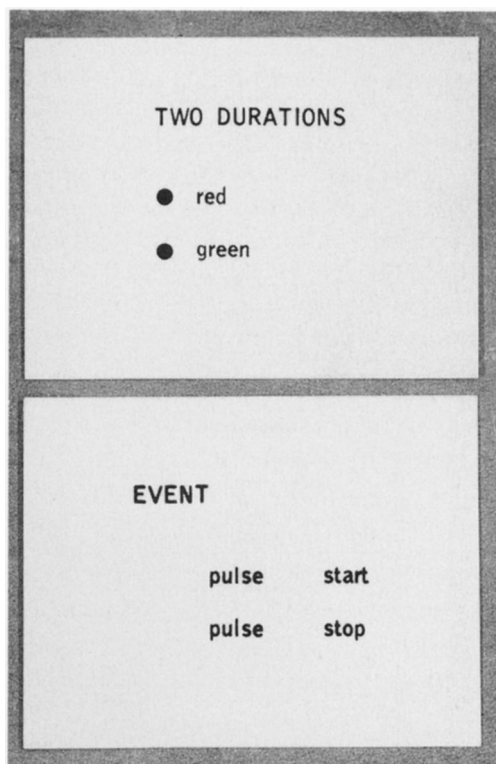 TWO DURATIONS
● red
● green
EVENT
pulse start
pulse stop